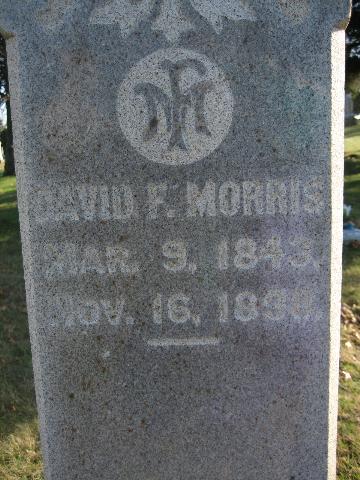 DAVID F. MORRIS
MAR. 9, 1843.
NOV. 16,